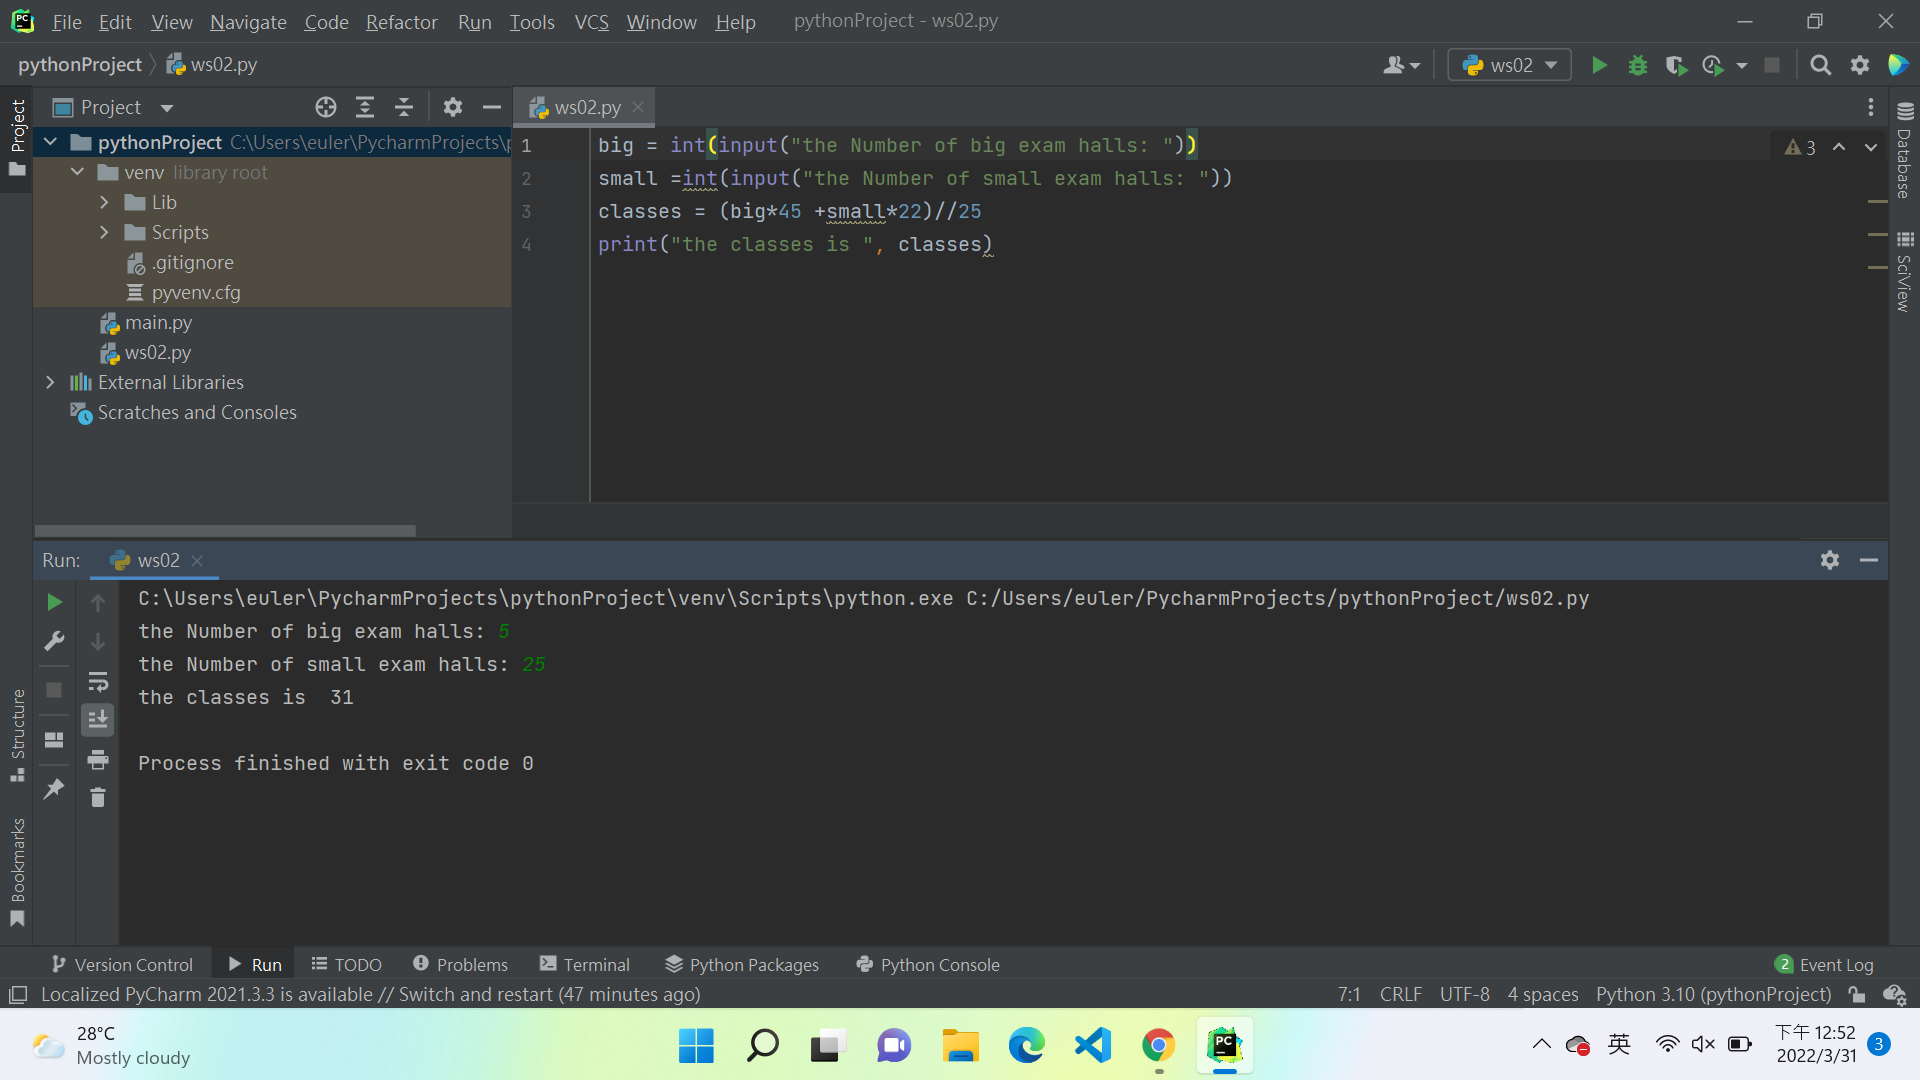 File Edit View Navigate Code Refactor Run Tools VCS Window Help pythonProject - ws02.py
pythonProject ws02.py ws02
Project
Project ws02.py
pythonProject C:\Users\euler\PycharmProjects\p
venv library root
Lib
Scripts
.gitignore
pyvenv.cfg
main.py
ws02.py
External Libraries
Scratches and Consoles
1 big = int(input("the Number of big exam halls: "))
2 small =int(input("the Number of small exam halls: "))
3 classes = (big*45 +small*22)//25
4 print("the classes is ", classes)
3
Database
SciView
Run: ws02
C:\Users\euler\PycharmProjects\pythonProject\venv\Scripts\python.exe C:/Users/euler/PycharmProjects/pythonProject/ws02.py
the Number of big exam halls: 5
the Number of small exam halls: 25
the classes is  31
Process finished with exit code 0
Structure
Bookmarks
Version Control Run TODO Problems Terminal Python Packages Python Console 2 Event Log
Localized PyCharm 2021.3.3 is available // Switch and restart (47 minutes ago) 7:1 CRLF UTF-8 4 spaces Python 3.10 (pythonProject)
28°C
Mostly cloudy
PC
英
下午 12:52
2022/3/31
3